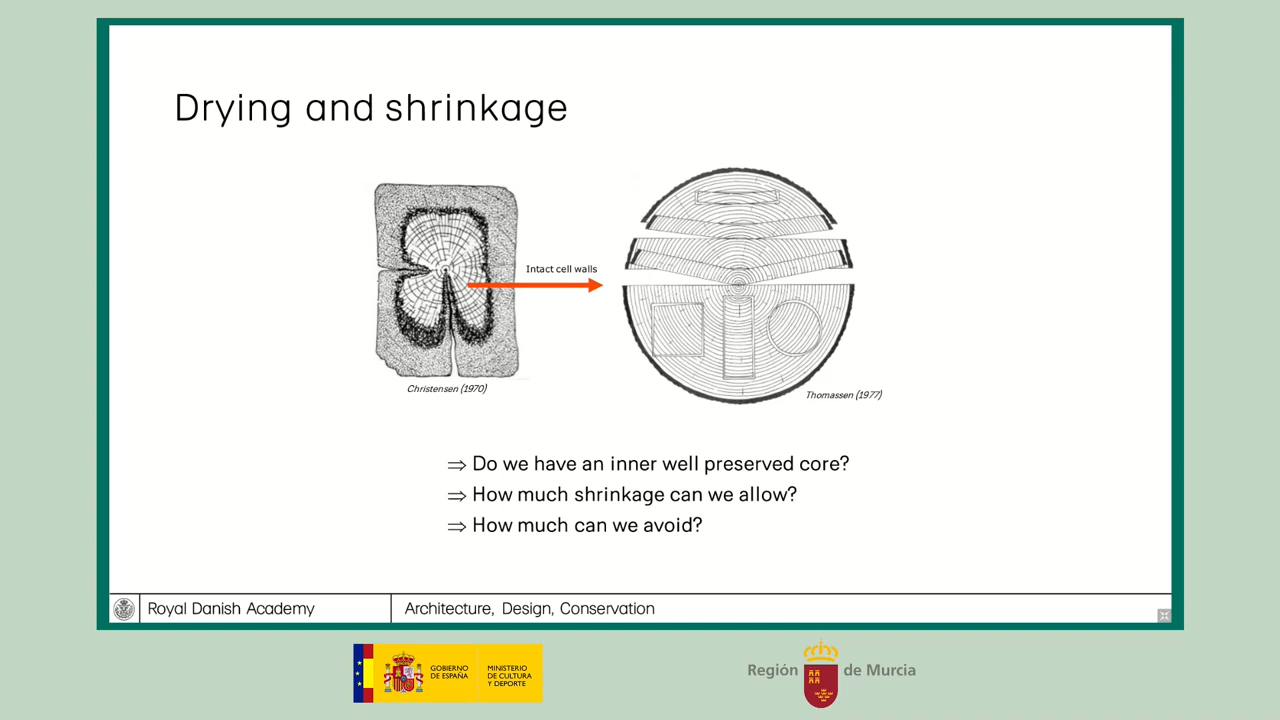 Drying and shrinkage
Intact cell walls
Christensen (1970)
Thomassen (1977)
⇒ Do we have an inner well preserved core?
⇒ How much shrinkage can we allow?
⇒ How much can we avoid?
Royal Danish Academy
Architecture, Design, Conservation
GOBIERNO
DE ESPAÑA
MINISTERIO
DE CULTURA
Y DEPORTE
Región de Murcia